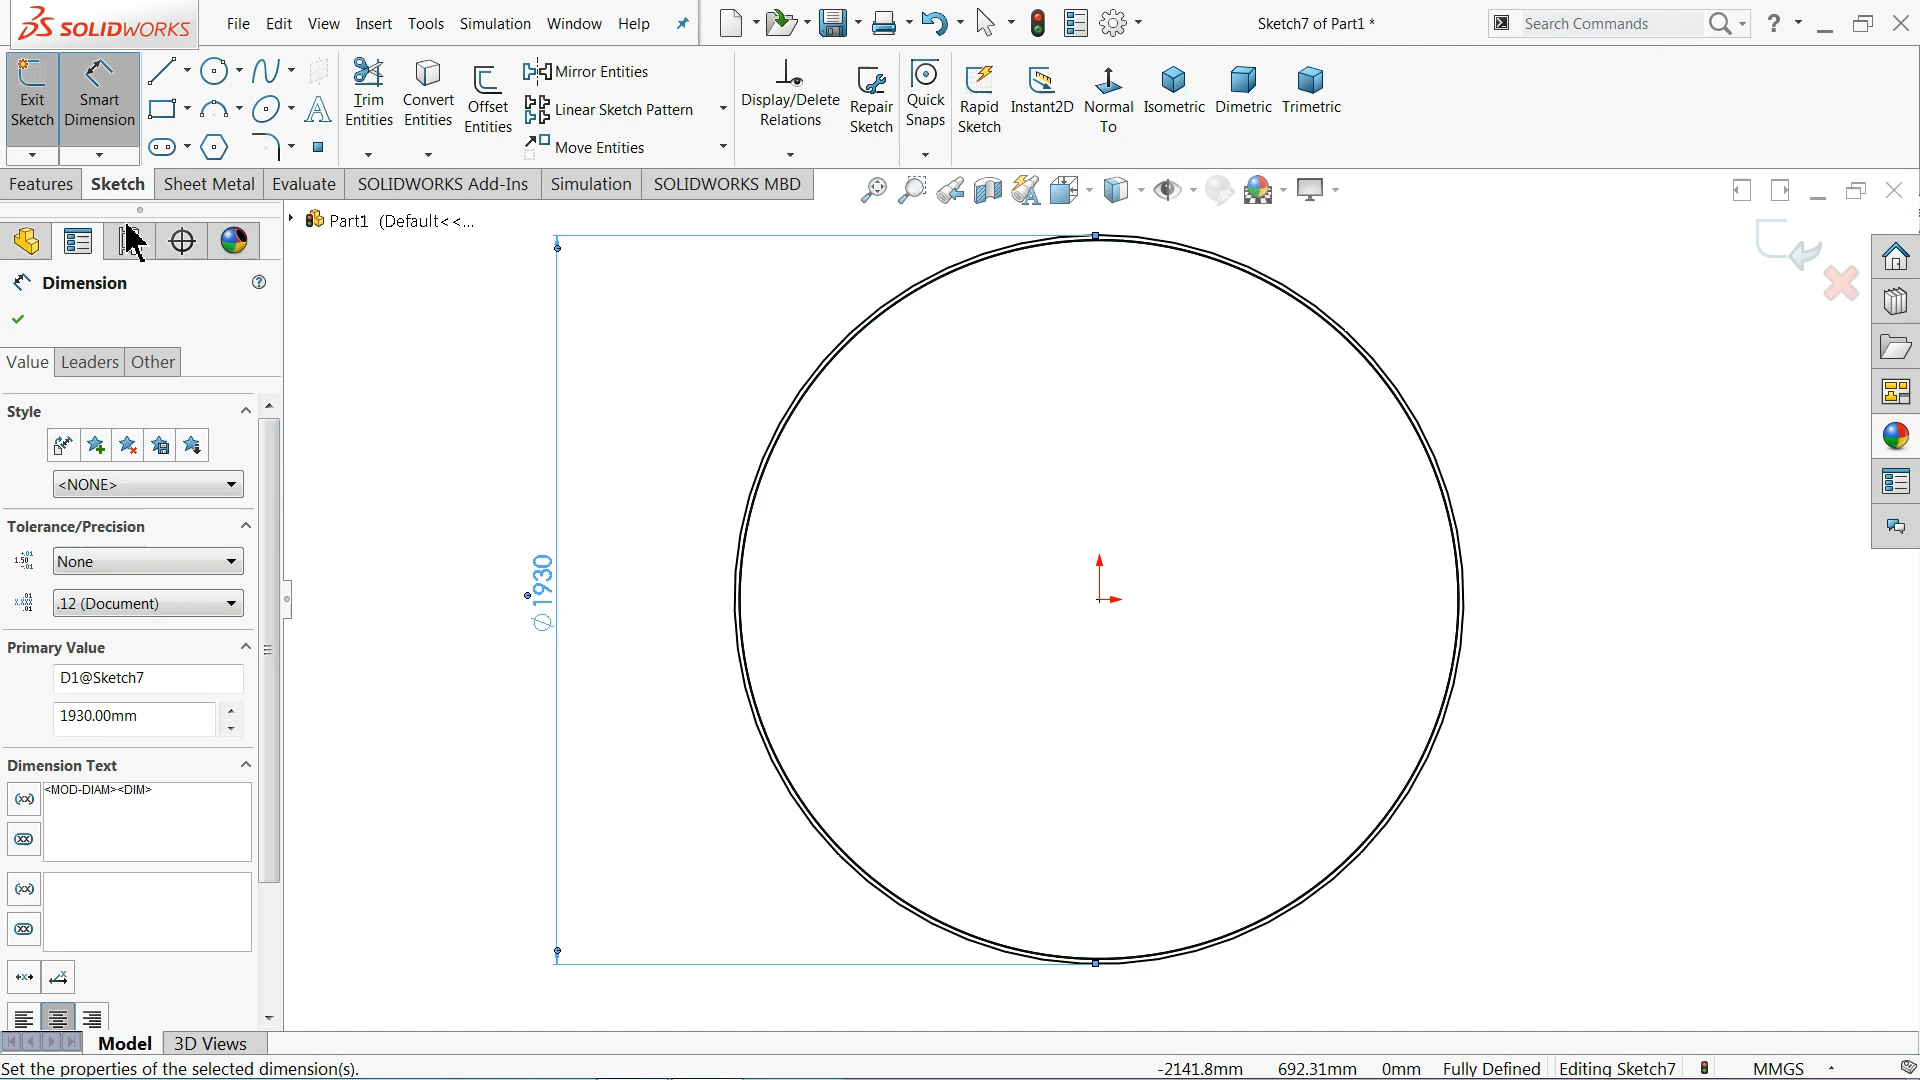 SOLIDWORKS
File Edit View Insert Tools Simulation Window Help
Sketch7 of Part1 *
Search Commands
Exit Sketch
Smart Dimension
Trim Entities
Convert Entities
Offset Entities
Mirror Entities
Linear Sketch Pattern
Move Entities
Display/Delete Relations
Repair Sketch
Quick Snaps
Rapid Sketch
Instant2D
Normal To
Isometric
Dimetric
Trimetric
Features Sketch Sheet Metal Evaluate SOLIDWORKS Add-Ins Simulation SOLIDWORKS MBD
Part1 (Default<<...
Dimension
Value Leaders Other
Style
<NONE>
Tolerance/Precision
None
.12 (Document)
Primary Value
D1@Sketch7
1930.00mm
Dimension Text
<MOD-DIAM><DIM>
∅1930
Model 3D Views
Set the properties of the selected dimension(s).
-2141.8mm 692.31mm 0mm Fully Defined Editing Sketch7 MMGS